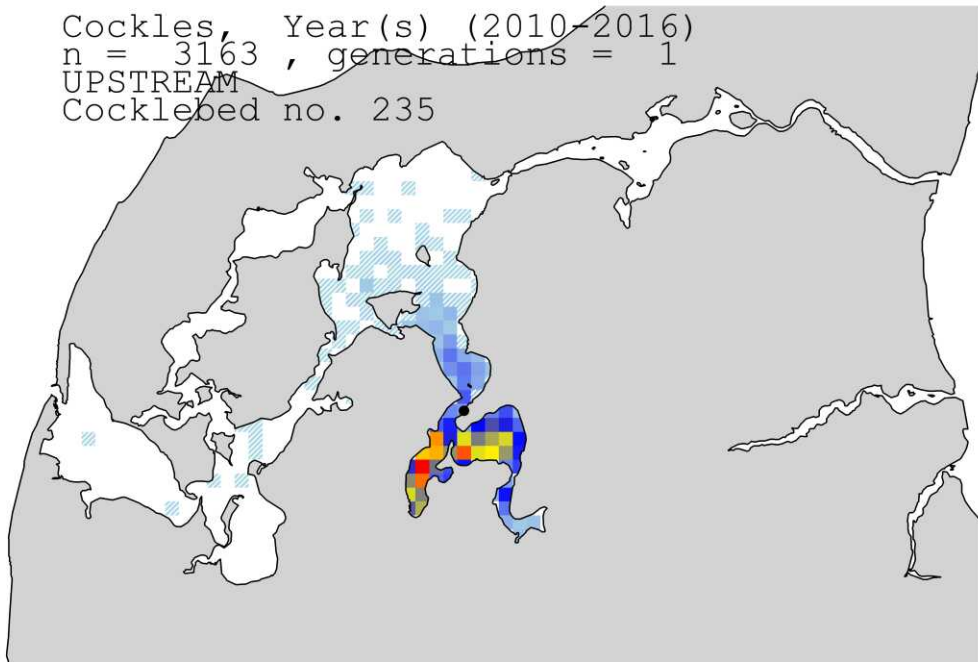 Cockles, Year(s) (2010-2016)
n = 3163 , generations = 1
UPSTREAM
Cocklebed no. 235